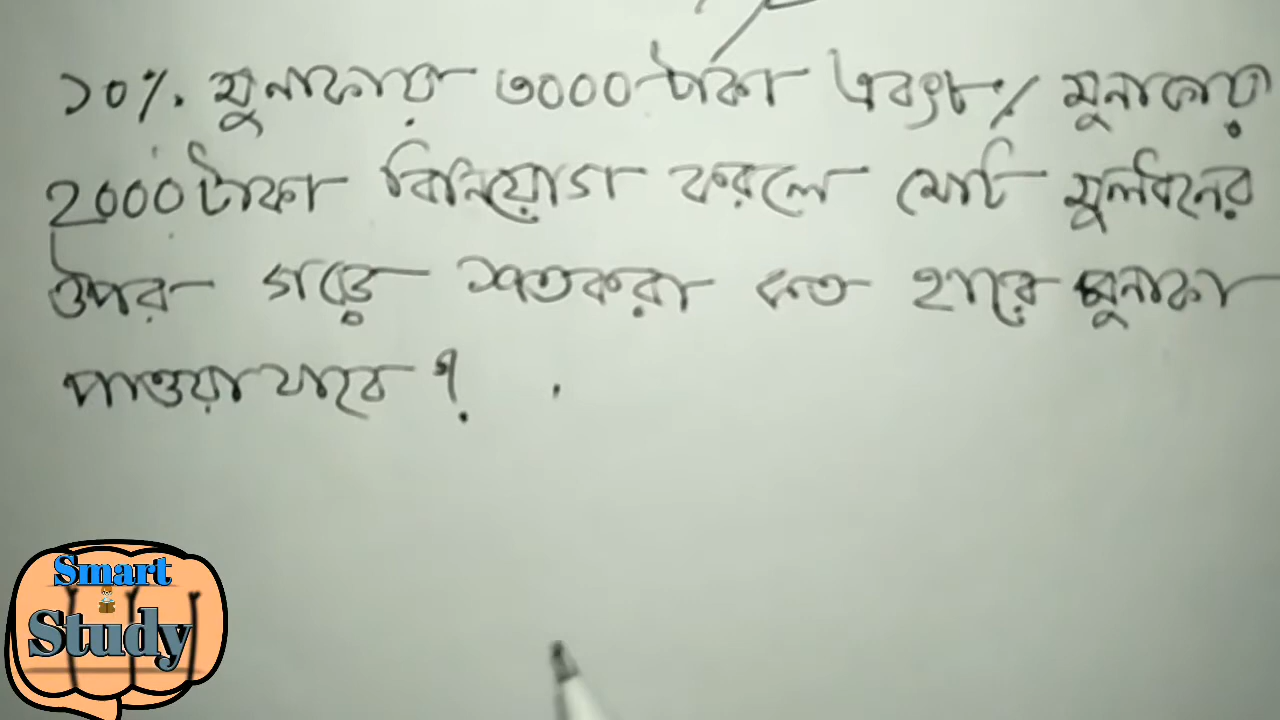 ১০%. মুনাফায় ৩০০০ টাকা এবং ৮% মুনাফায়
2000 টাকা বিনিয়োগ করলে মোট মুলধনের
উপর গড়ে শতকরা কত হারে মুনাফা
পাওয়া যাবে ?
Smart
Study